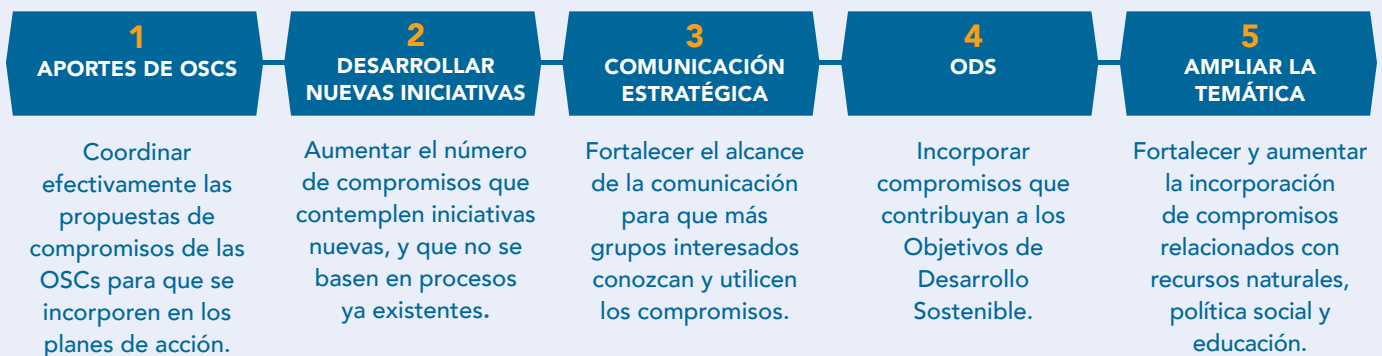 1
APORTES DE OSCS
Coordinar
efectivamente las
propuestas de
compromisos de las
OSCs para que se
incorporen en los
planes de acción.
2
DESARROLLAR
NUEVAS INICIATIVAS
Aumentar el número
de compromisos que
contemplen iniciativas
nuevas, y que no se
basen en procesos
ya existentes.
3
COMUNICACIÓN
ESTRATÉGICA
Fortalecer el alcance
de la comunicación
para que más
grupos interesados
conozcan y utilicen
los compromisos.
4
ODS
Incorporar
compromisos que
contribuyan a los
Objetivos de
Desarrollo
Sostenible.
5
AMPLIAR LA
TEMÁTICA
Fortalecer y aumentar
la incorporación
de compromisos
relacionados con
recursos naturales,
política social y
educación.